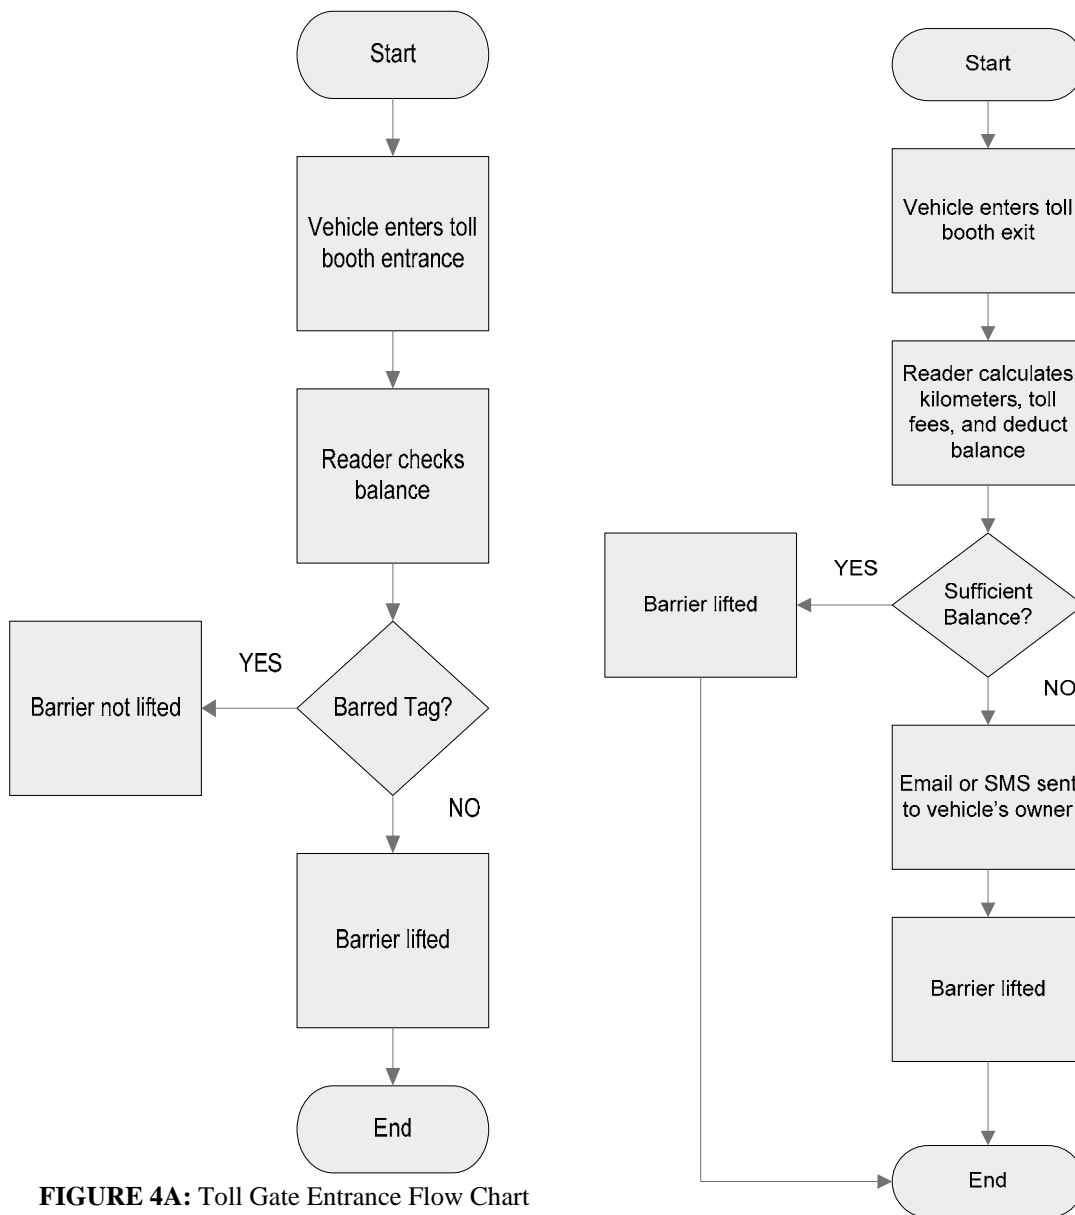 Start
Vehicle enters toll
booth entrance
Reader checks
balance
Barred Tag?
YES
Barrier not lifted
NO
Barrier lifted
End
FIGURE 4A: Toll Gate Entrance Flow Chart
Start
Vehicle enters toll
booth exit
Reader calculates
kilometers, toll
fees, and deduct
balance
Sufficient
Balance?
YES
Barrier lifted
NO
Email or SMS sent
to vehicle's owner
Barrier lifted
End